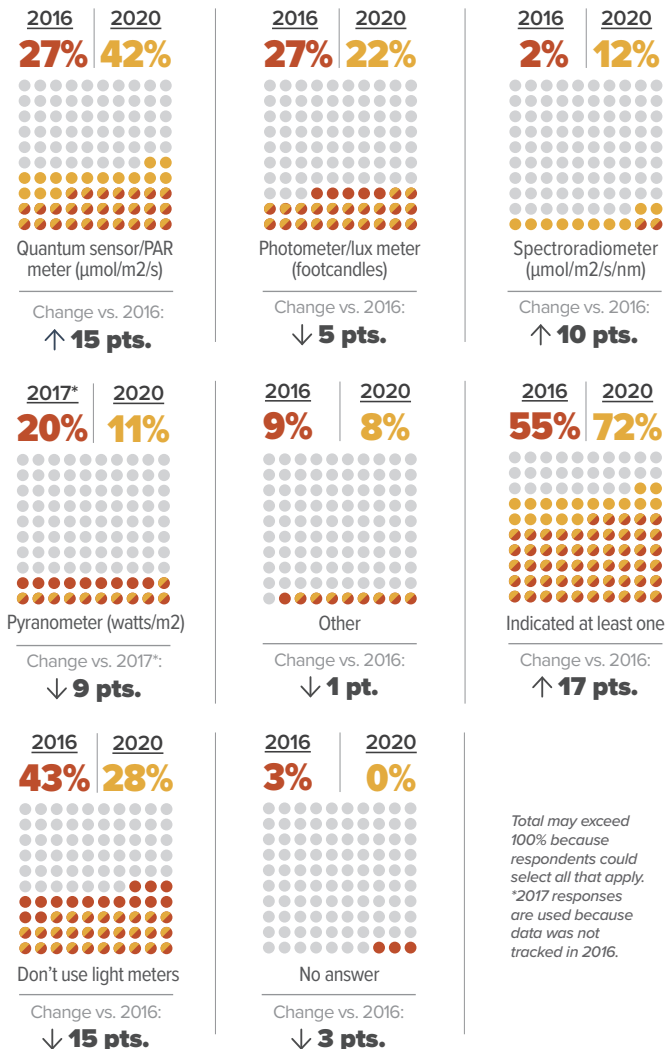 2016 2020
27% 42%
Quantum sensor/PAR
meter (μmol/m2/s)
Change vs. 2016:
↑ 15 pts.
2016 2020
27% 22%
Photometer/lux meter
(footcandles)
Change vs. 2016:
↓ 5 pts.
2016 2020
2% 12%
Spectroradiometer
(μmol/m2/s/nm)
Change vs. 2016:
↑ 10 pts.
2017* 2020
20% 11%
Pyranometer (watts/m2)
Change vs. 2017*:
↓ 9 pts.
2016 2020
9% 8%
Other
Change vs. 2016:
↓ 1 pt.
2016 2020
55% 72%
Indicated at least one
Change vs. 2016:
↑ 17 pts.
2016 2020
43% 28%
Don’t use light meters
Change vs. 2016:
↓ 15 pts.
2016 2020
3% 0%
No answer
Change vs. 2016:
↓ 3 pts.
Total may exceed
100% because
respondents could
select all that apply.
*2017 responses
are used because
data was not
tracked in 2016.